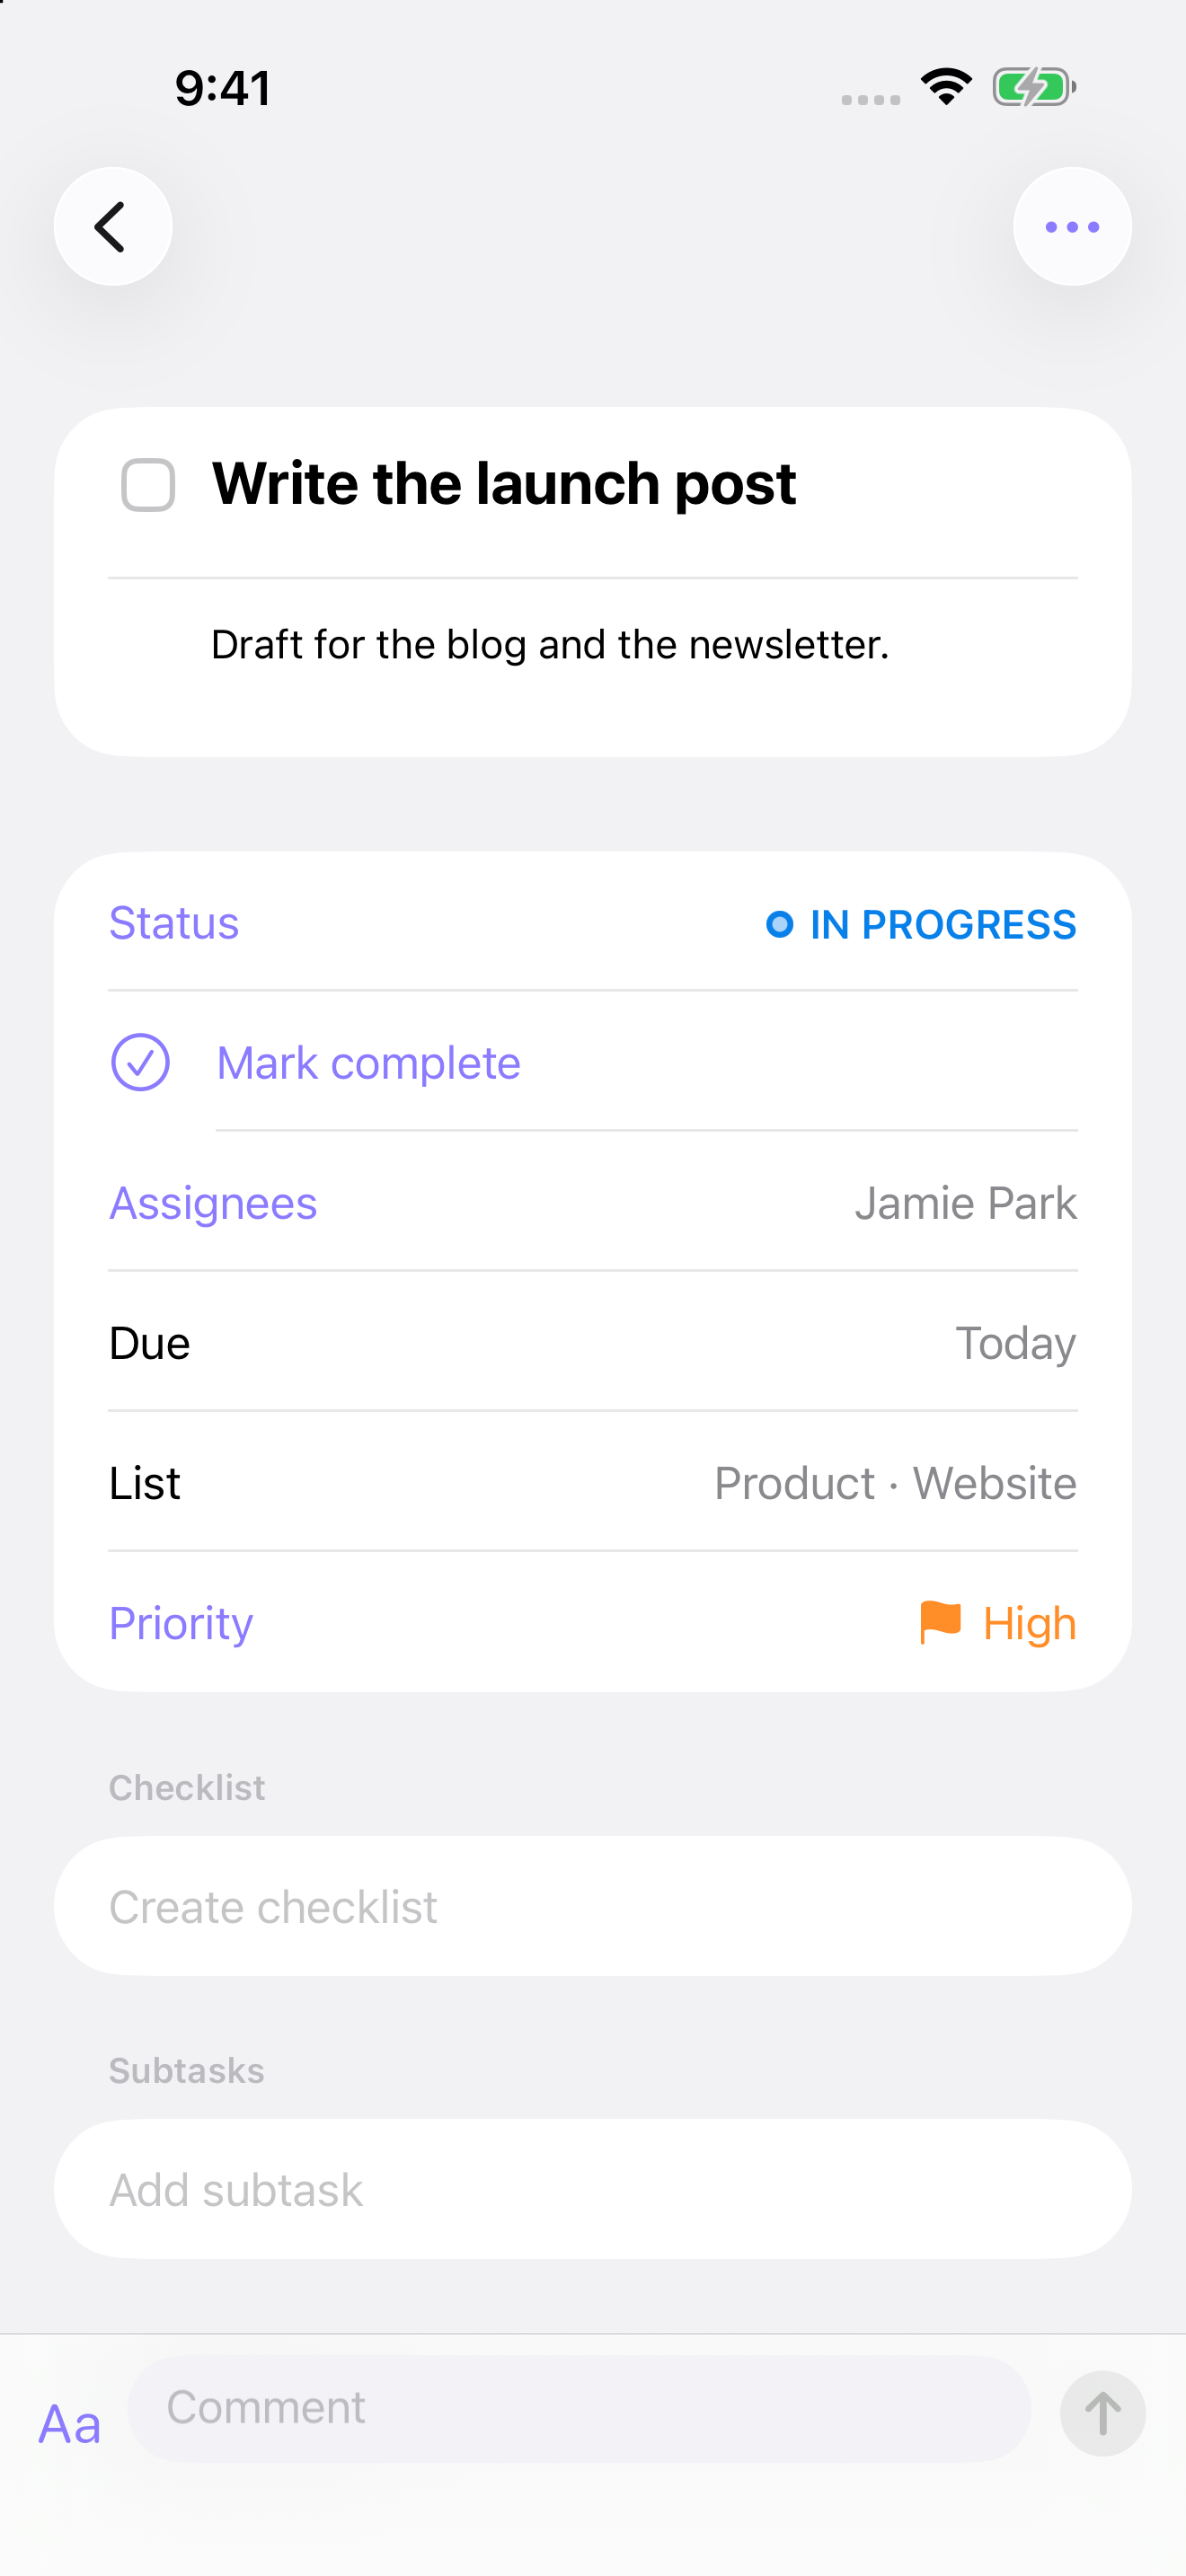 9:41
Write the launch post
Draft for the blog and the newsletter.
Status
IN PROGRESS
Mark complete
Assignees
Jamie Park
Due
Today
List
Product · Website
Priority
High
Checklist
Create checklist
Subtasks
Add subtask
Aa
Comment